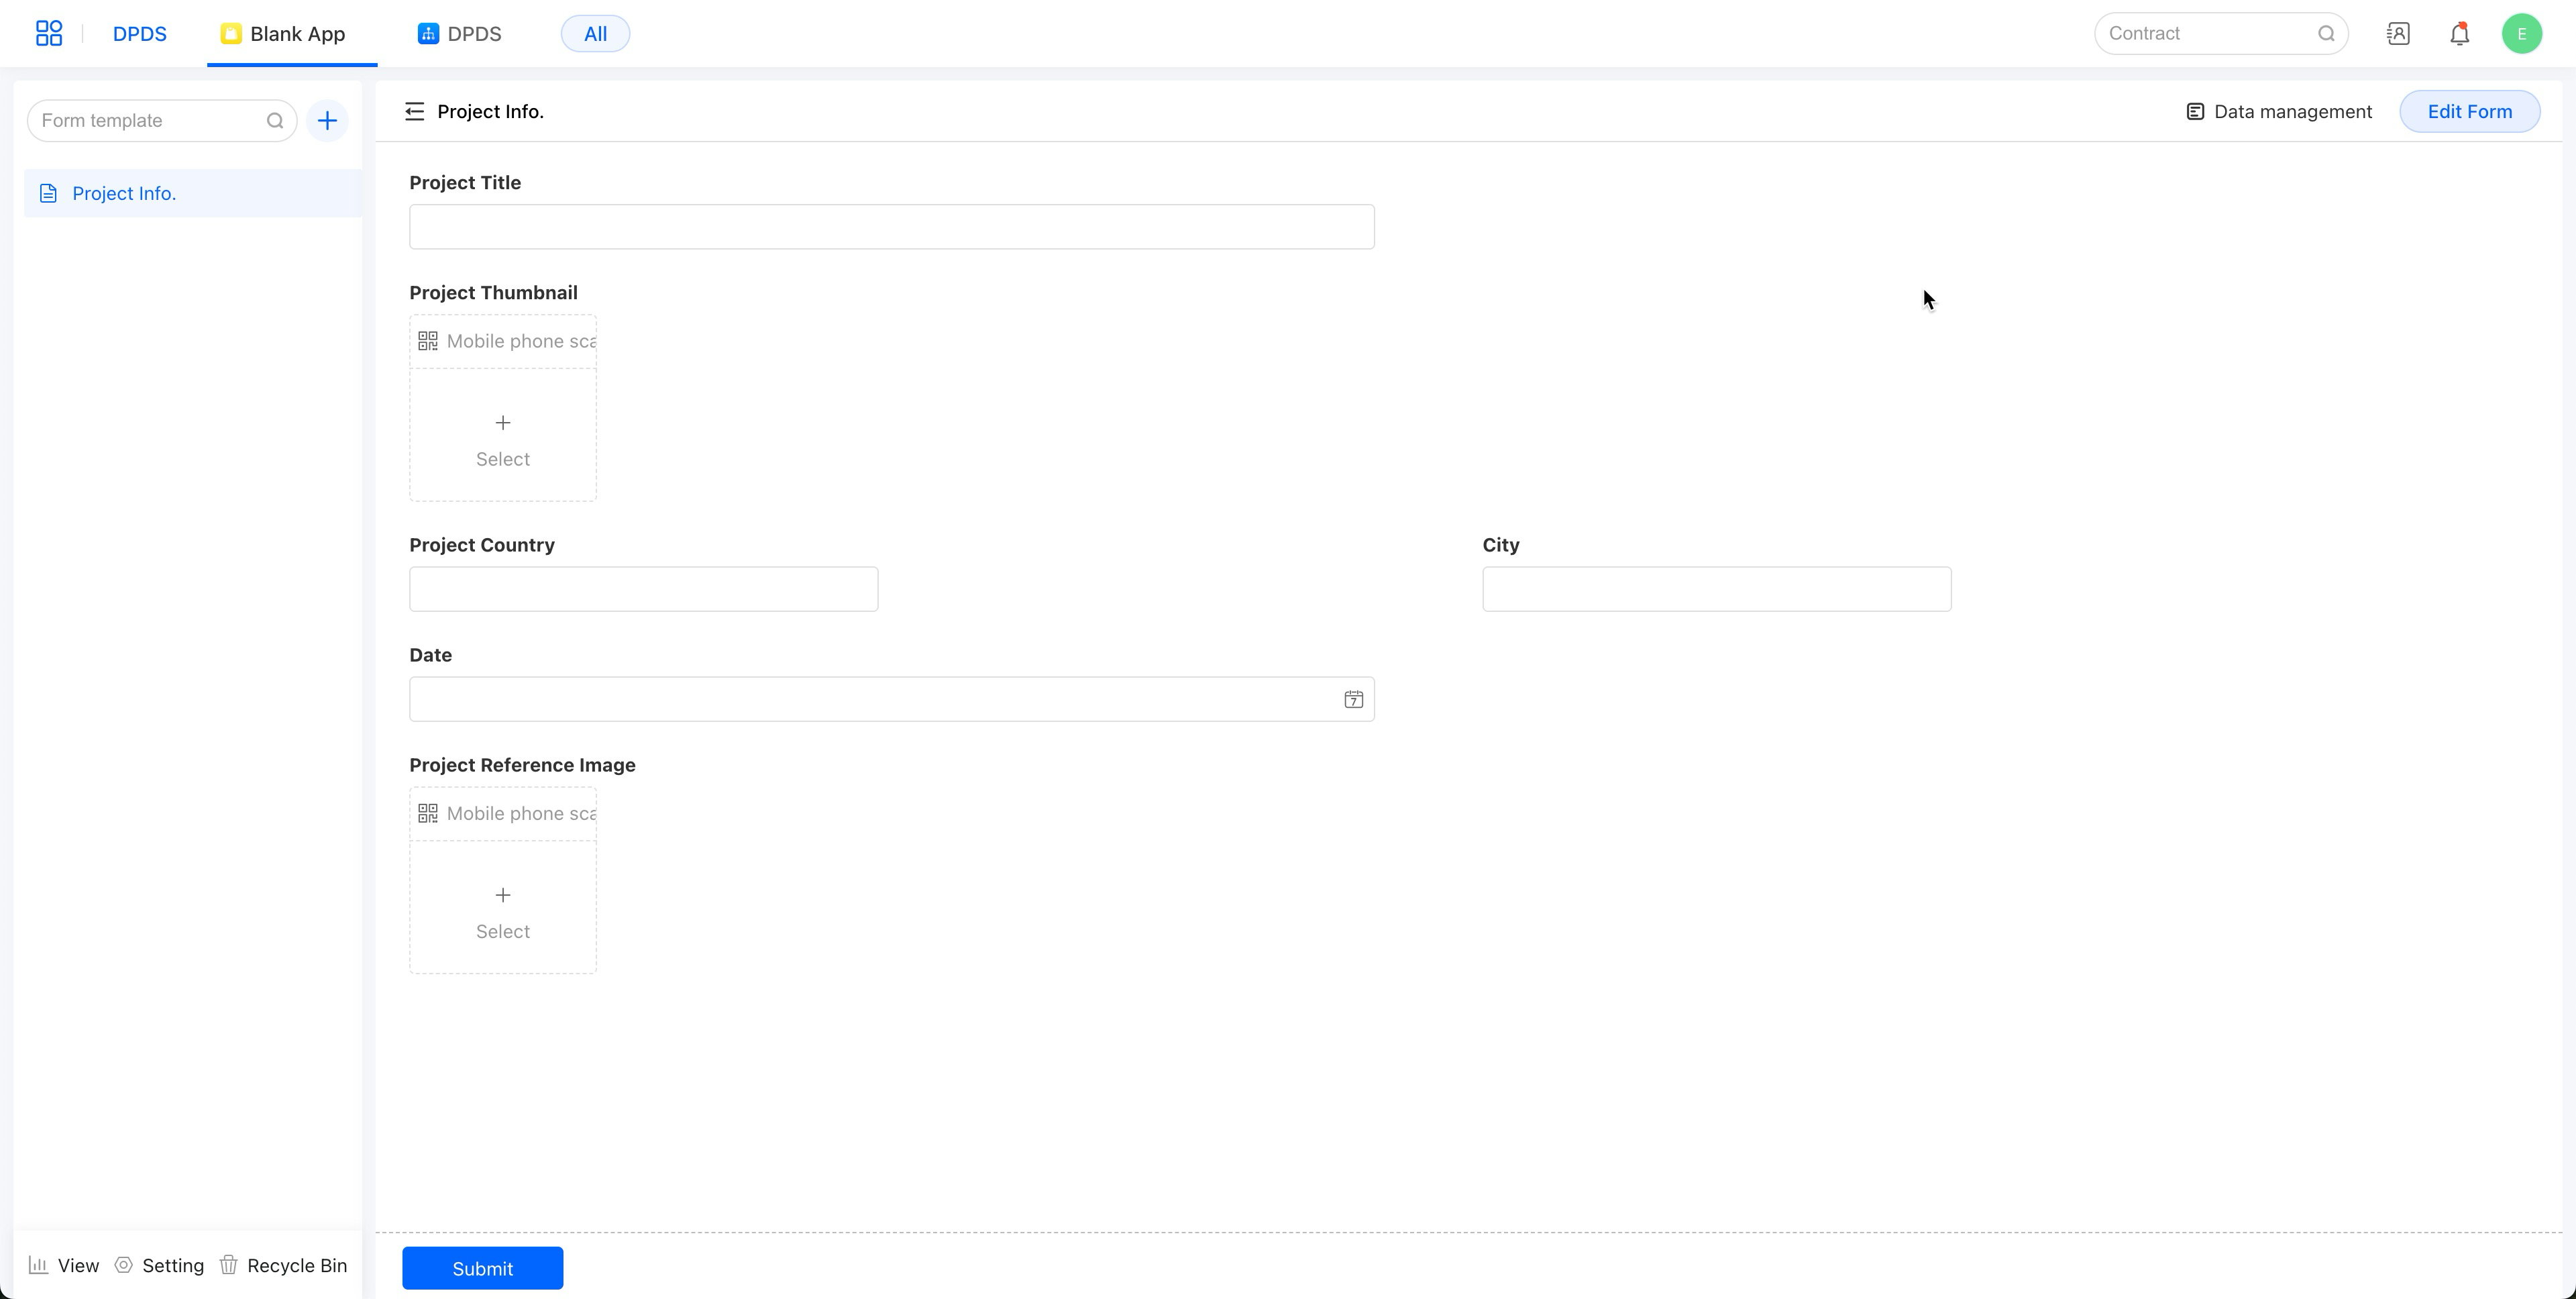 DPDS
Blank App
DPDS
All
Contract
E
Form template
Project Info.
Data management
Edit Form
Project Info.
Project Title
Project Thumbnail
Mobile phone sca
Select
Project Country
City
Date
7
Project Reference Image
Mobile phone sca
Select
View
Setting
Recycle Bin
Submit